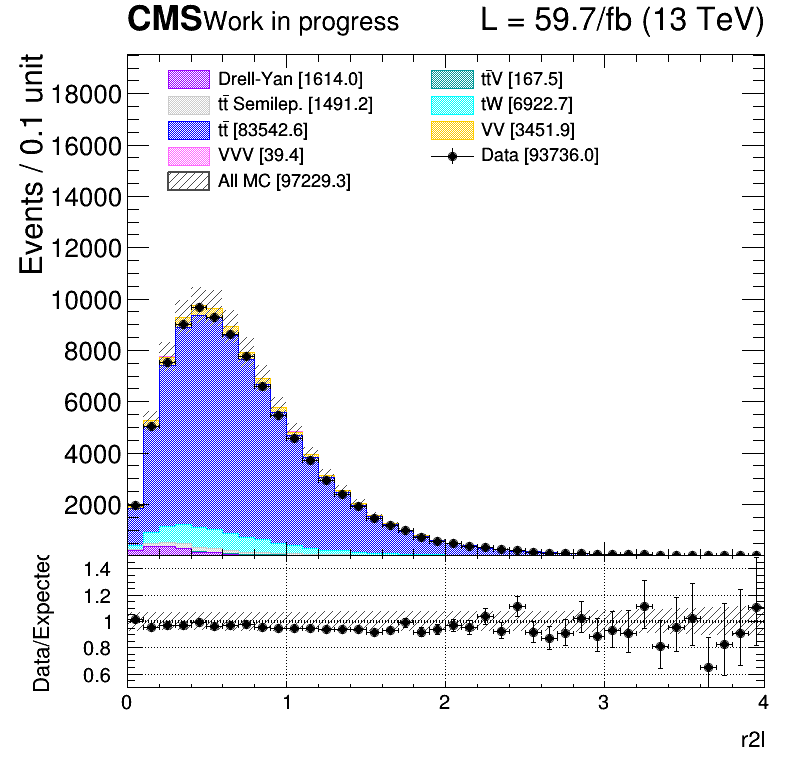 CMS Work in progress L = 59.7/fb (13 TeV)
Events / 0.1 unit
Drell-Yan [1614.0]
tt̄ Semilep. [1491.2]
tt̄ [83542.6]
VVV [39.4]
All MC [97229.3]
tt̄V [167.5]
tW [6922.7]
VV [3451.9]
Data [93736.0]
18000
16000
14000
12000
10000
8000
6000
4000
2000
Data/Expected
1.4
1.2
1
0.8
0.6
0 1 2 3 4
r2l